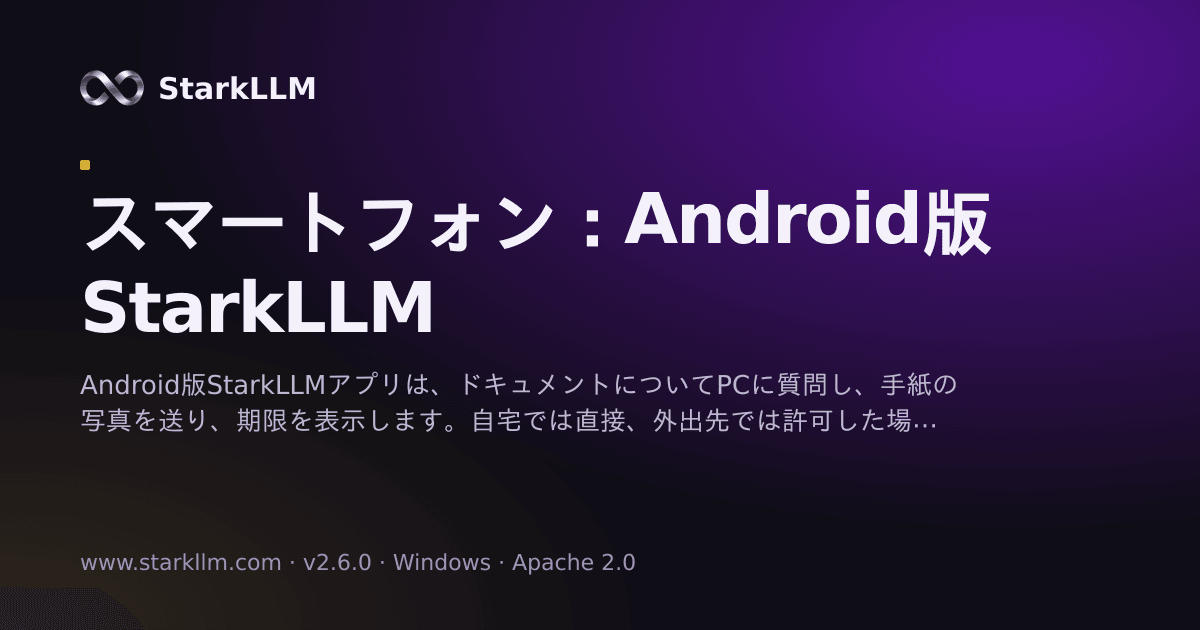 StarkLLM
スマートフォン：Android版
StarkLLM
Android版StarkLLMアプリは、ドキュメントについてPCに質問し、手紙の
写真を送り、期限を表示します。自宅では直接、外出先では許可した場…
www.starkllm.com · v2.6.0 · Windows · Apache 2.0